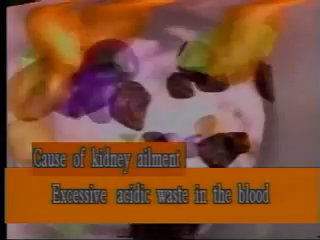 Cause of kidney ailment
Excessive acidic waste in the blood